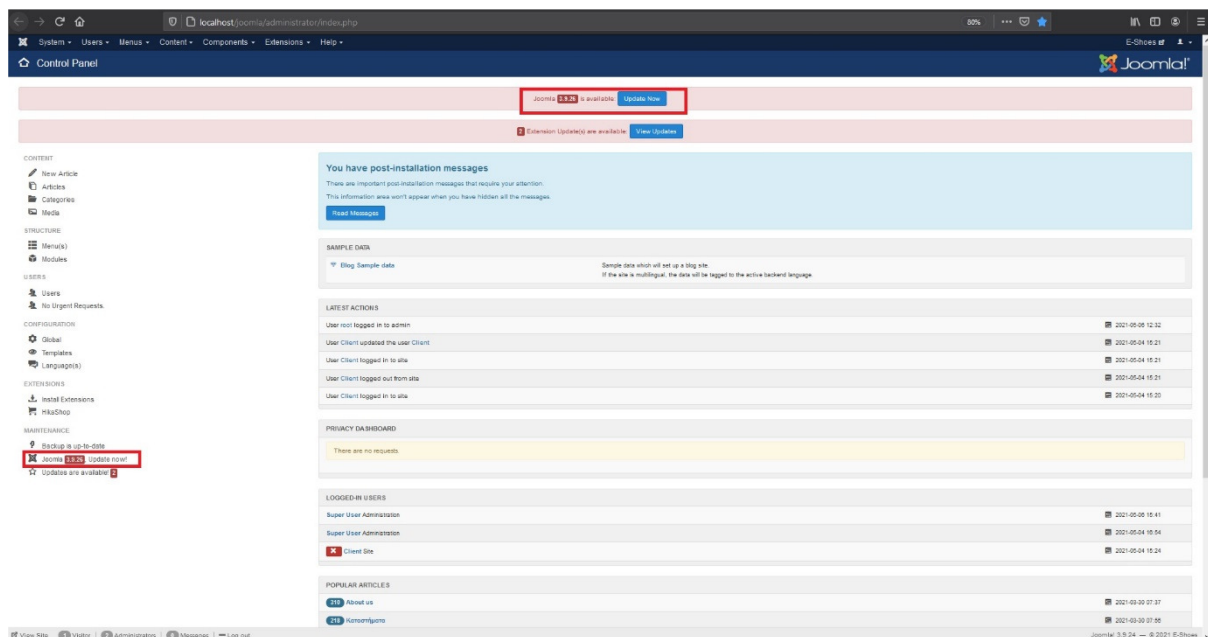 localhost/joomla/administrator/index.php
80%
System Users Menus Content Components Extensions Help
E-Shoes
Control Panel
Joomla!
Joomla 3.9.26 is available: Update Now
2 Extension Update(s) are available: View Updates
CONTENT
New Article
Articles
Categories
Media
STRUCTURE
Menu(s)
Modules
USERS
Users
No Urgent Requests.
CONFIGURATION
Global
Templates
Language(s)
EXTENSIONS
Install Extensions
HikaShop
MAINTENANCE
Backup is up-to-date
Joomla 3.9.26, Update now!
Updates are available! 2
You have post-installation messages
There are important post-installation messages that require your attention.
This information area won't appear when you have hidden all the messages.
Read Messages
SAMPLE DATA
Blog Sample data
Sample data which will set up a blog site.
If the site is multilingual, the data will be tagged to the active backend language.
LATEST ACTIONS
User root logged in to admin 2021-05-06 12:32
User Client updated the user Client 2021-05-04 15:21
User Client logged in to site 2021-05-04 15:21
User Client logged out from site 2021-05-04 15:21
User Client logged in to site 2021-05-04 15:20
PRIVACY DASHBOARD
There are no requests.
LOGGED-IN USERS
Super User Administration 2021-05-06 15:41
Super User Administration 2021-05-04 16:54
Client Site 2021-05-04 15:24
POPULAR ARTICLES
218 About us 2021-03-30 07:37
218 Καταστήματα 2021-03-30 07:56
View Site Visitor Administrators Messages Log out
Joomla! 3.9.24 — © 2021 E-Shoes